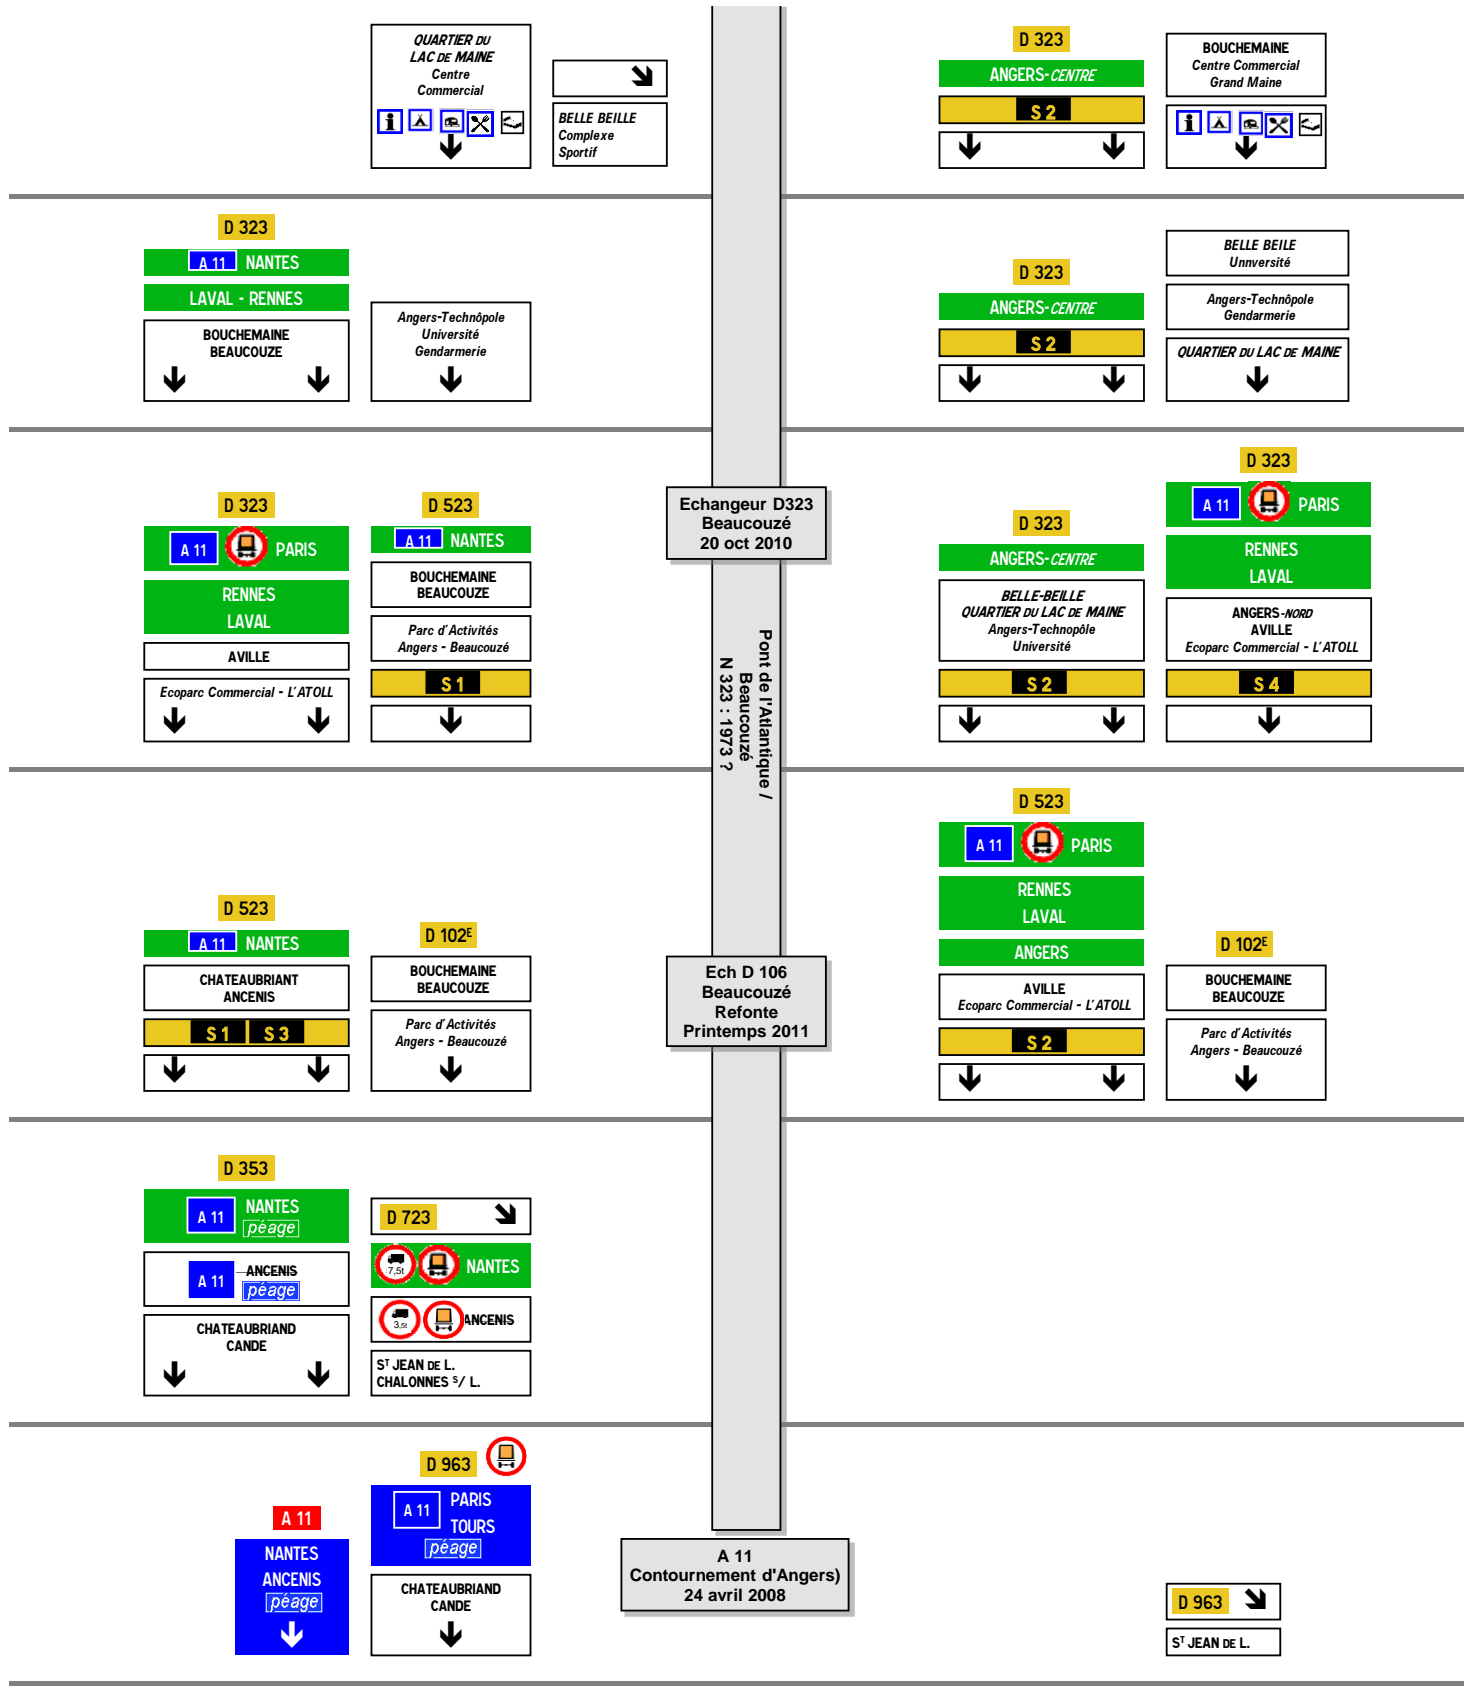 QUARTIER DU
LAC DE MAINE
Centre
Commercial
BELLE BEILLE
Complexe
Sportif
D 323
ANGERS-CENTRE
S 2
BOUCHEMAINE
Centre Commercial
Grand Maine
D 323
A 11 NANTES
LAVAL - RENNES
BOUCHEMAINE
BEAUCOUZE
Angers-Technôpole
Université
Gendarmerie
D 323
ANGERS-CENTRE
S 2
BELLE BEILE
Unnversité
Angers-Technôpole
Gendarmerie
QUARTIER DU LAC DE MAINE
D 323
A 11 PARIS
RENNES
LAVAL
AVILLE
Ecoparc Commercial - L'ATOLL
D 523
A 11 NANTES
BOUCHEMAINE
BEAUCOUZE
Parc d'Activités
Angers - Beaucouzé
S 1
Echangeur D323
Beaucouzé
20 oct 2010
Pont de l'Atlantique /
Beaucouzé
N 323 : 1973 ?
D 323
ANGERS-CENTRE
BELLE-BEILLE
QUARTIER DU LAC DE MAINE
Angers-Technopôle
Université
S 2
D 323
A 11 PARIS
RENNES
LAVAL
ANGERS-NORD
AVILLE
Ecoparc Commercial - L'ATOLL
S 4
D 523
A 11 NANTES
CHATEAUBRIANT
ANCENIS
S 1 S 3
D 102E
BOUCHEMAINE
BEAUCOUZE
Parc d'Activités
Angers - Beaucouzé
Ech D 106
Beaucouzé
Refonte
Printemps 2011
D 523
A 11 PARIS
RENNES
LAVAL
ANGERS
AVILLE
Ecoparc Commercial - L'ATOLL
S 2
D 102E
BOUCHEMAINE
BEAUCOUZE
Parc d'Activités
Angers - Beaucouzé
D 353
A 11 NANTES
péage
A 11 ANCENIS
péage
CHATEAUBRIAND
CANDE
D 723
7,5t NANTES
3,5t ANCENIS
ST JEAN DE L.
CHALONNES S/ L.
A 11
NANTES
ANCENIS
péage
D 963
A 11 PARIS
TOURS
péage
CHATEAUBRIAND
CANDE
A 11
Contournement d'Angers)
24 avril 2008
D 963
ST JEAN DE L.